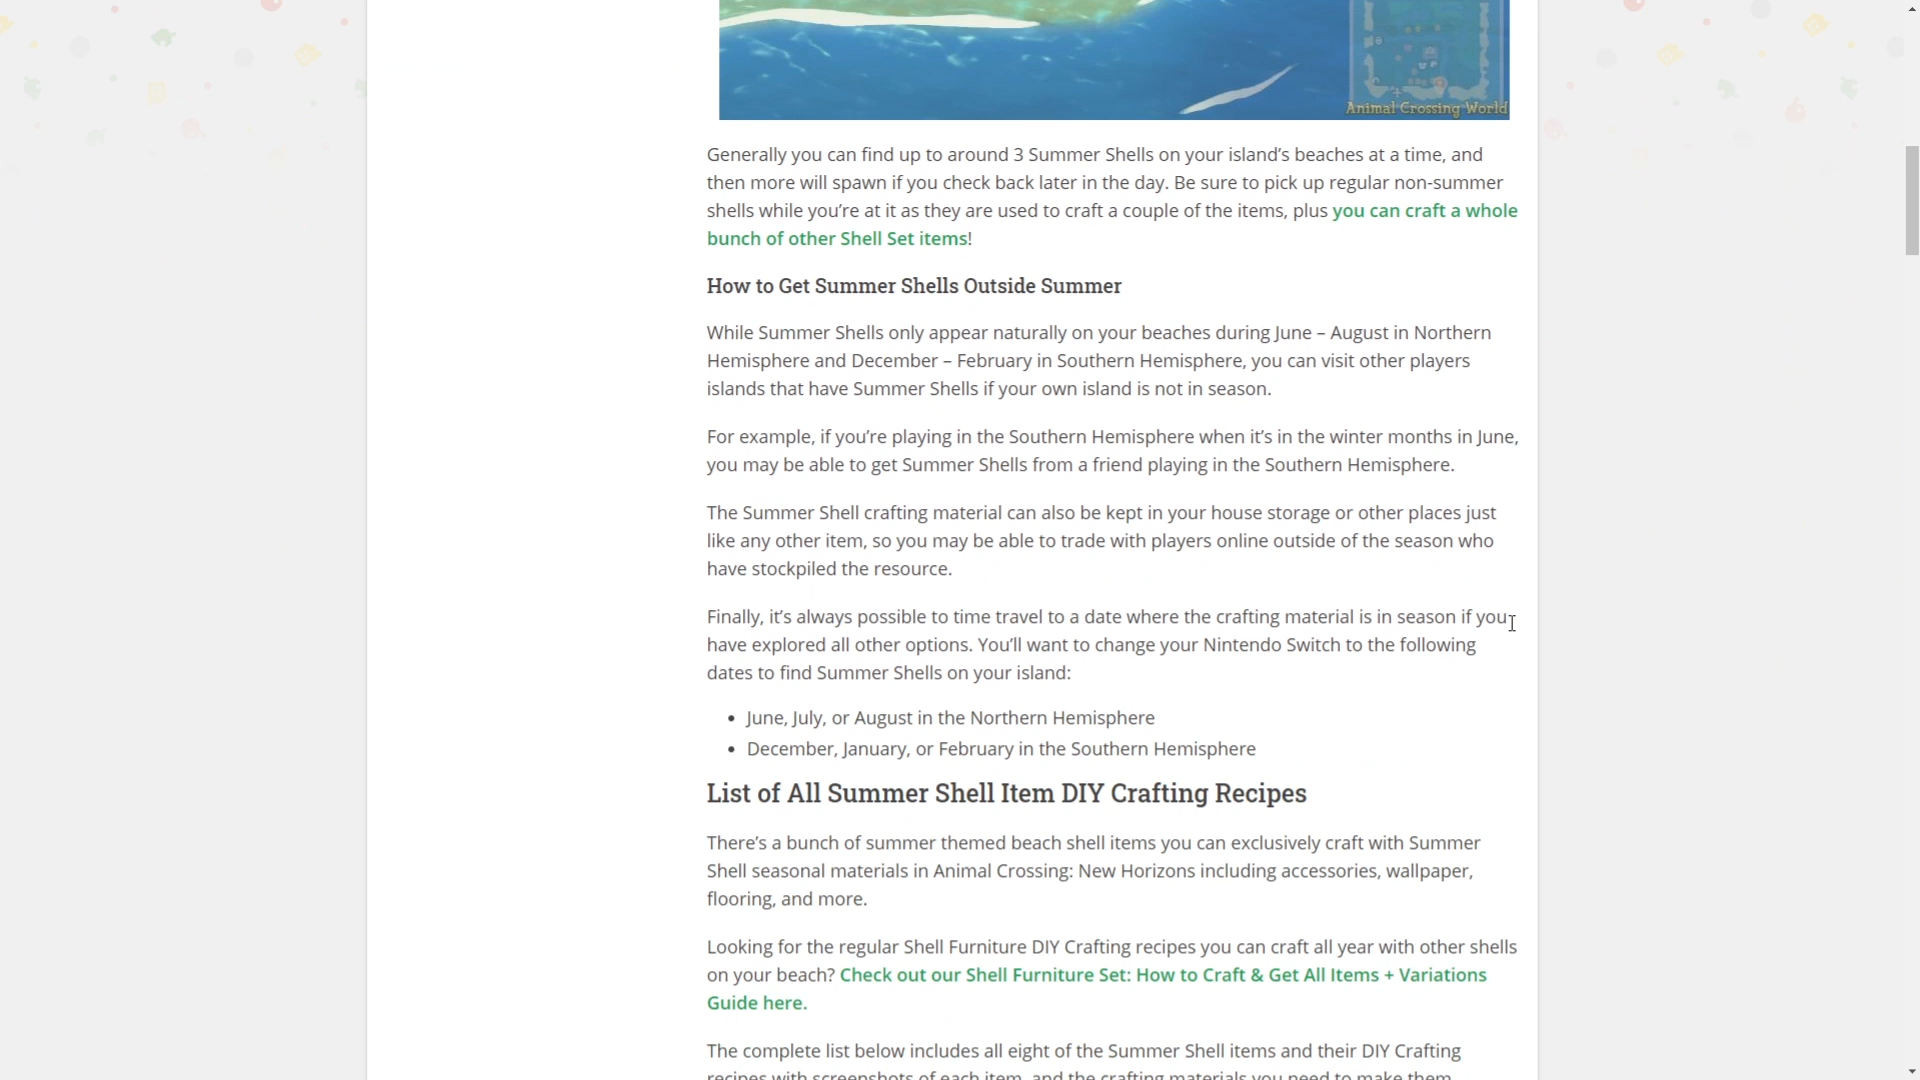 Animal Crossing World
Generally you can find up to around 3 Summer Shells on your island’s beaches at a time, and
then more will spawn if you check back later in the day. Be sure to pick up regular non-summer
shells while you’re at it as they are used to craft a couple of the items, plus you can craft a whole
bunch of other Shell Set items!
How to Get Summer Shells Outside Summer
While Summer Shells only appear naturally on your beaches during June – August in Northern
Hemisphere and December – February in Southern Hemisphere, you can visit other players
islands that have Summer Shells if your own island is not in season.
For example, if you’re playing in the Southern Hemisphere when it’s in the winter months in June,
you may be able to get Summer Shells from a friend playing in the Southern Hemisphere.
The Summer Shell crafting material can also be kept in your house storage or other places just
like any other item, so you may be able to trade with players online outside of the season who
have stockpiled the resource.
Finally, it’s always possible to time travel to a date where the crafting material is in season if you
have explored all other options. You’ll want to change your Nintendo Switch to the following
dates to find Summer Shells on your island:
• June, July, or August in the Northern Hemisphere
• December, January, or February in the Southern Hemisphere
List of All Summer Shell Item DIY Crafting Recipes
There’s a bunch of summer themed beach shell items you can exclusively craft with Summer
Shell seasonal materials in Animal Crossing: New Horizons including accessories, wallpaper,
flooring, and more.
Looking for the regular Shell Furniture DIY Crafting recipes you can craft all year with other shells
on your beach? Check out our Shell Furniture Set: How to Craft & Get All Items + Variations
Guide here.
The complete list below includes all eight of the Summer Shell items and their DIY Crafting
recipes with screenshots of each item, and the crafting materials you need to make them